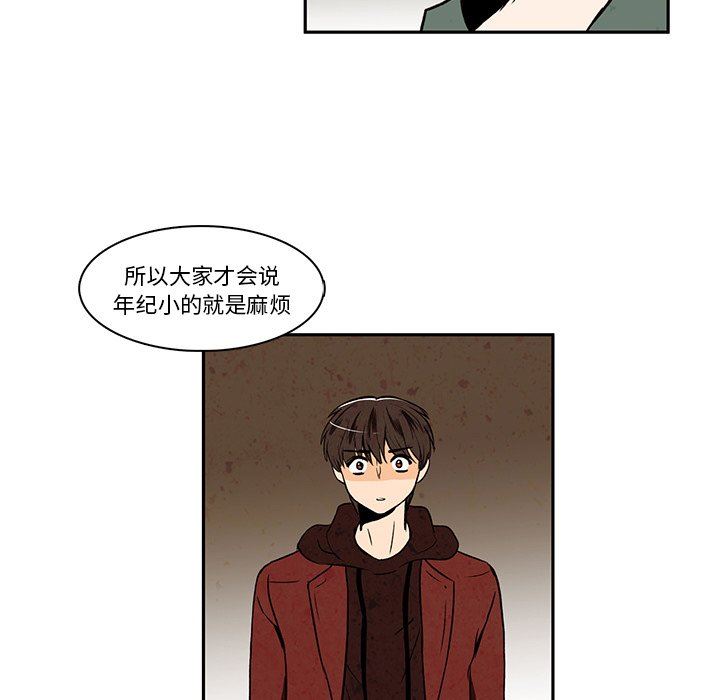 所以大家才会说
年纪小的就是麻烦